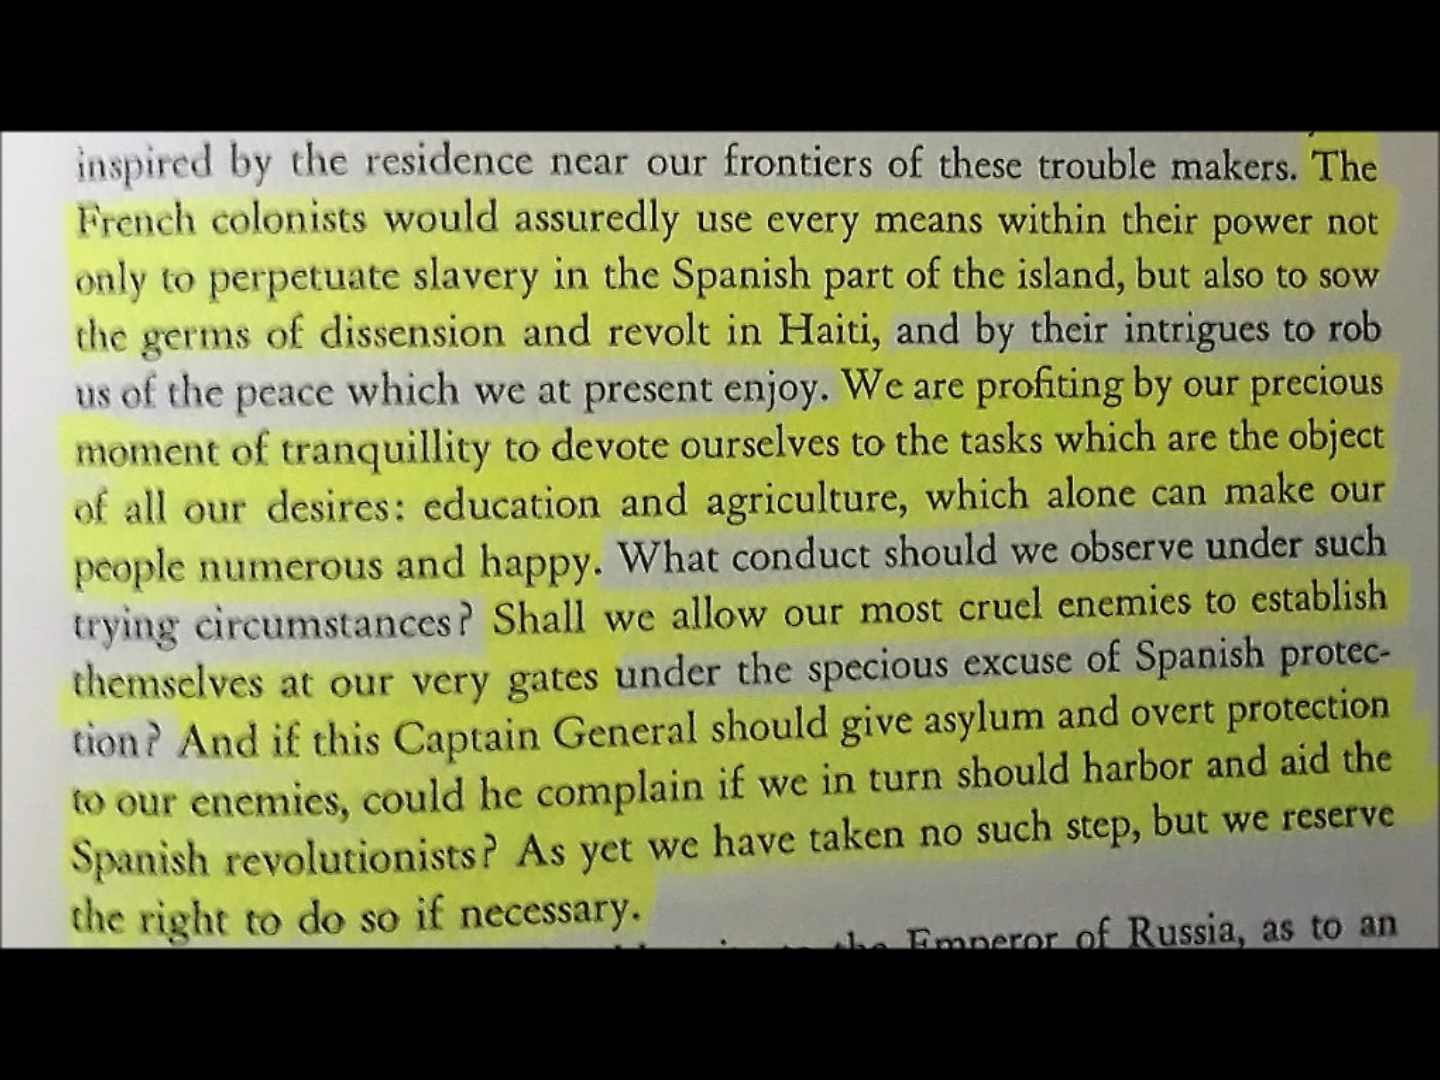 inspired by the residence near our frontiers of these trouble makers. The
French colonists would assuredly use every means within their power not
only to perpetuate slavery in the Spanish part of the island, but also to sow
the germs of dissension and revolt in Haiti, and by their intrigues to rob
us of the peace which we at present enjoy. We are profiting by our precious
moment of tranquillity to devote ourselves to the tasks which are the object
of all our desires: education and agriculture, which alone can make our
people numerous and happy. What conduct should we observe under such
trying circumstances? Shall we allow our most cruel enemies to establish
themselves at our very gates under the specious excuse of Spanish protec-
tion? And if this Captain General should give asylum and overt protection
to our enemies, could he complain if we in turn should harbor and aid the
Spanish revolutionists? As yet we have taken no such step, but we reserve
the right to do so if necessary.
the Emperor of Russia, as to an